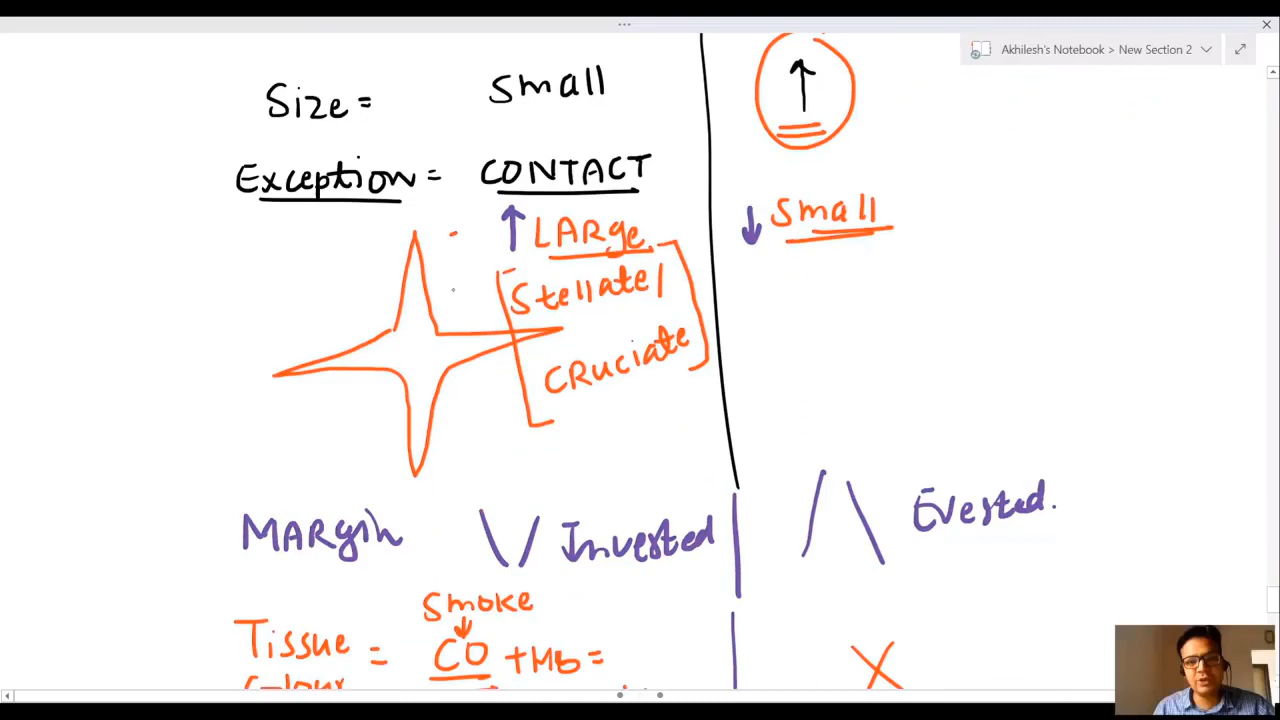 Akhilesh's Notebook > New Section 2
Size = Small
Exception = CONTACT
↑ LARge
↓ Small
Stellate/
CRuciate
MARgin Inverted Everted.
Smoke
↓
Tissue = CO + Mb = X
Colour